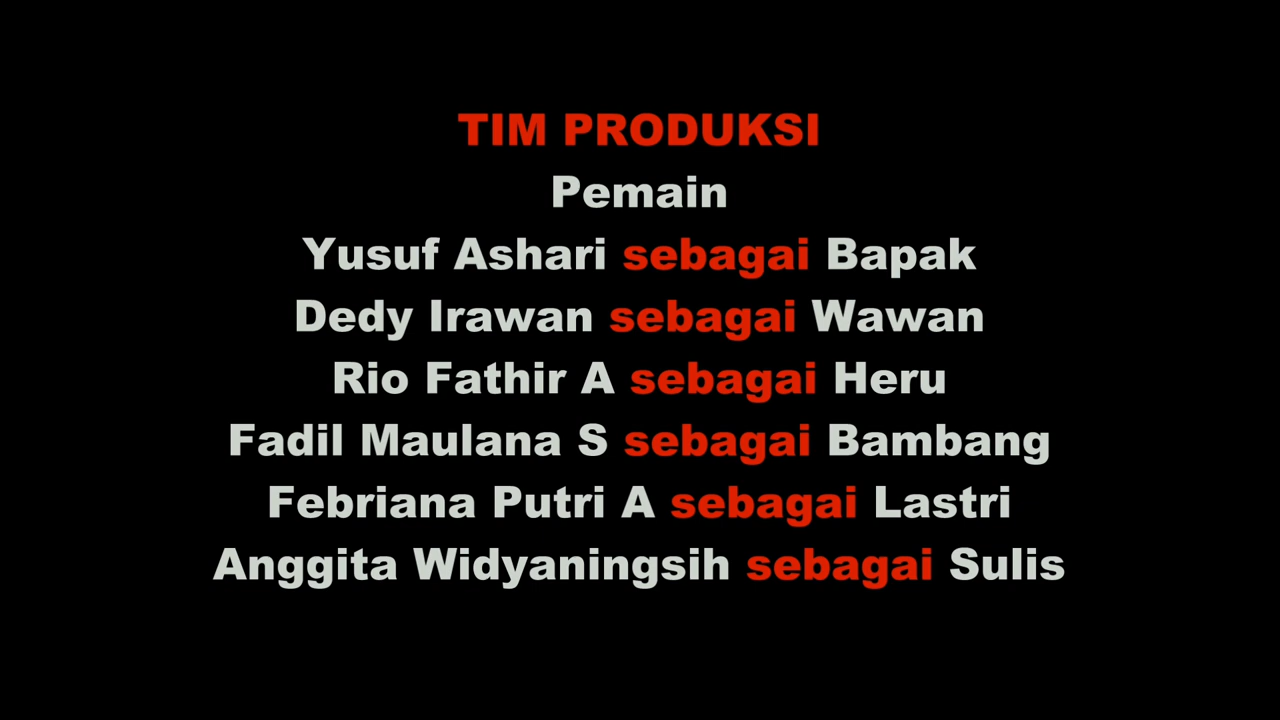 TIM PRODUKSI
Pemain
Yusuf Ashari sebagai Bapak
Dedy Irawan sebagai Wawan
Rio Fathir A sebagai Heru
Fadil Maulana S sebagai Bambang
Febriana Putri A sebagai Lastri
Anggita Widyaningsih sebagai Sulis